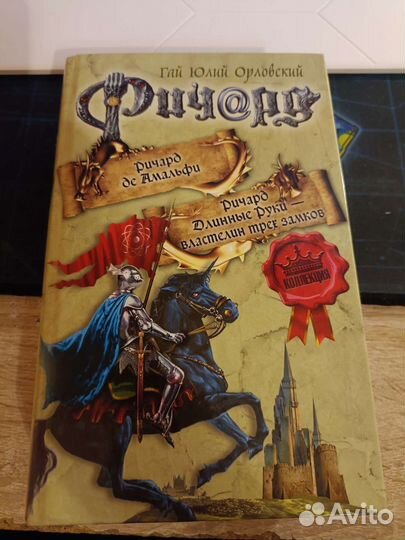 Гай Юлий Орловский
Ричард
Ричард
де Амальфи
Ричард
Длинные Руки –
властелин трех замков
КОЛЛЕКЦИЯ
Avito